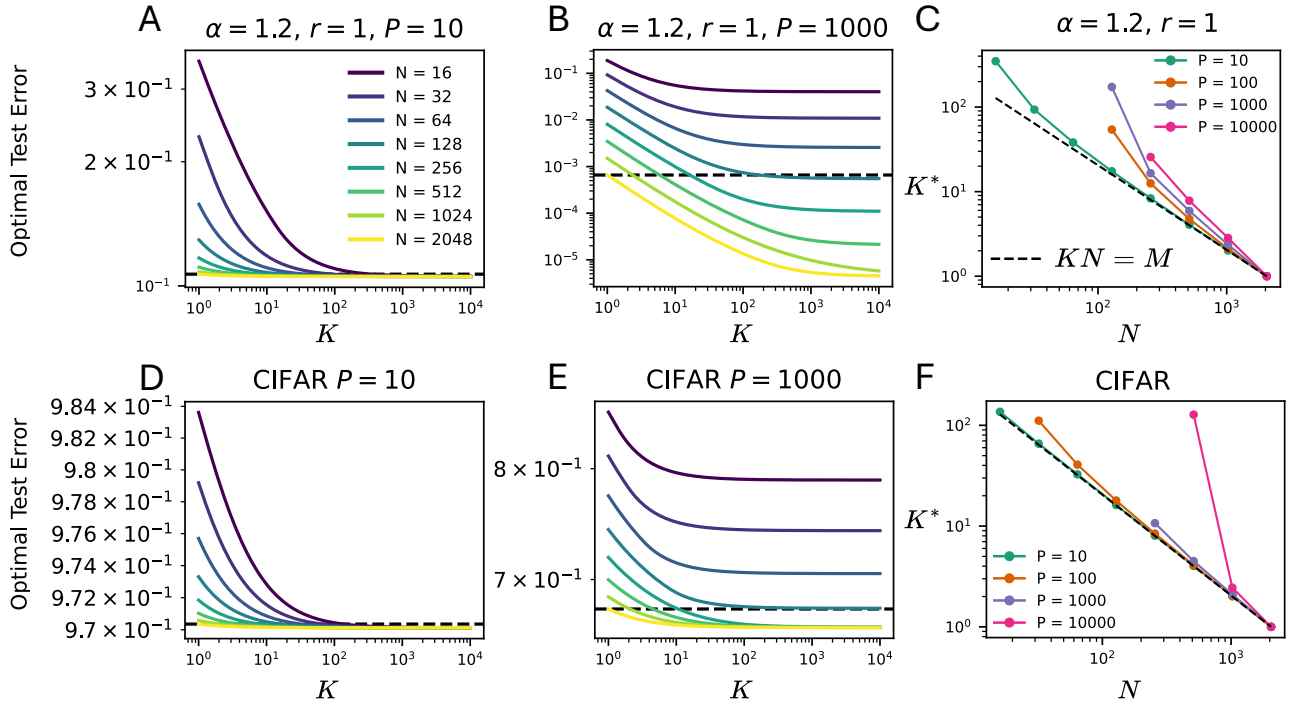 A
α = 1.2, r = 1, P = 10
Optimal Test Error
3 × 10⁻¹
2 × 10⁻¹
10⁻¹
N = 16
N = 32
N = 64
N = 128
N = 256
N = 512
N = 1024
N = 2048
10⁰ 10¹ 10² 10³ 10⁴
K
B
α = 1.2, r = 1, P = 1000
10⁻¹
10⁻²
10⁻³
10⁻⁴
10⁻⁵
10⁰ 10¹ 10² 10³ 10⁴
K
C
α = 1.2, r = 1
K*
10²
10¹
10⁰
P = 10
P = 100
P = 1000
P = 10000
KN = M
10² 10³
N
D
CIFAR P = 10
Optimal Test Error
9.84 × 10⁻¹
9.82 × 10⁻¹
9.8 × 10⁻¹
9.78 × 10⁻¹
9.76 × 10⁻¹
9.74 × 10⁻¹
9.72 × 10⁻¹
9.7 × 10⁻¹
10⁰ 10¹ 10² 10³ 10⁴
K
E
CIFAR P = 1000
8 × 10⁻¹
7 × 10⁻¹
10⁰ 10¹ 10² 10³ 10⁴
K
F
CIFAR
K*
10²
10¹
10⁰
P = 10
P = 100
P = 1000
P = 10000
10² 10³
N